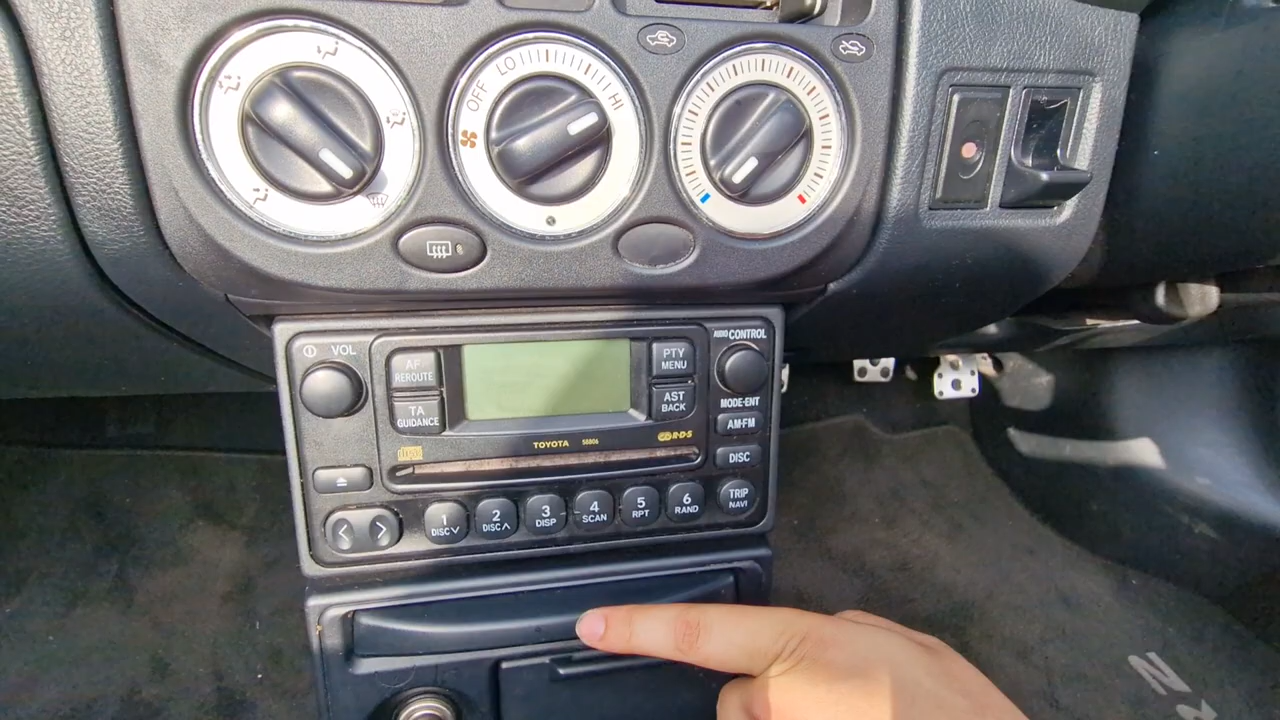 OFF LO HI
VOL
AF
REROUTE
TA
GUIDANCE
PTY
MENU
AST
BACK
AUDIO CONTROL
MODE·ENT
AM·FM
DISC
TRIP
NAVI
TOYOTA 58806
R·D·S
1
DISC
2
DISC
3
DISP
4
SCAN
5
RPT
6
RAND
N